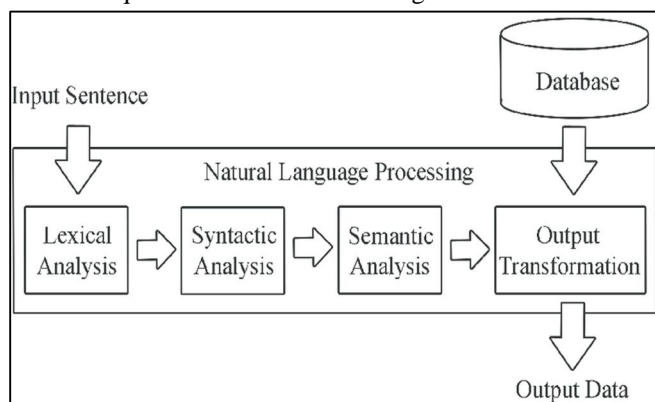 Database
Input Sentence
Natural Language Processing
Lexical
Analysis
Syntactic
Analysis
Semantic
Analysis
Output
Transformation
Output Data